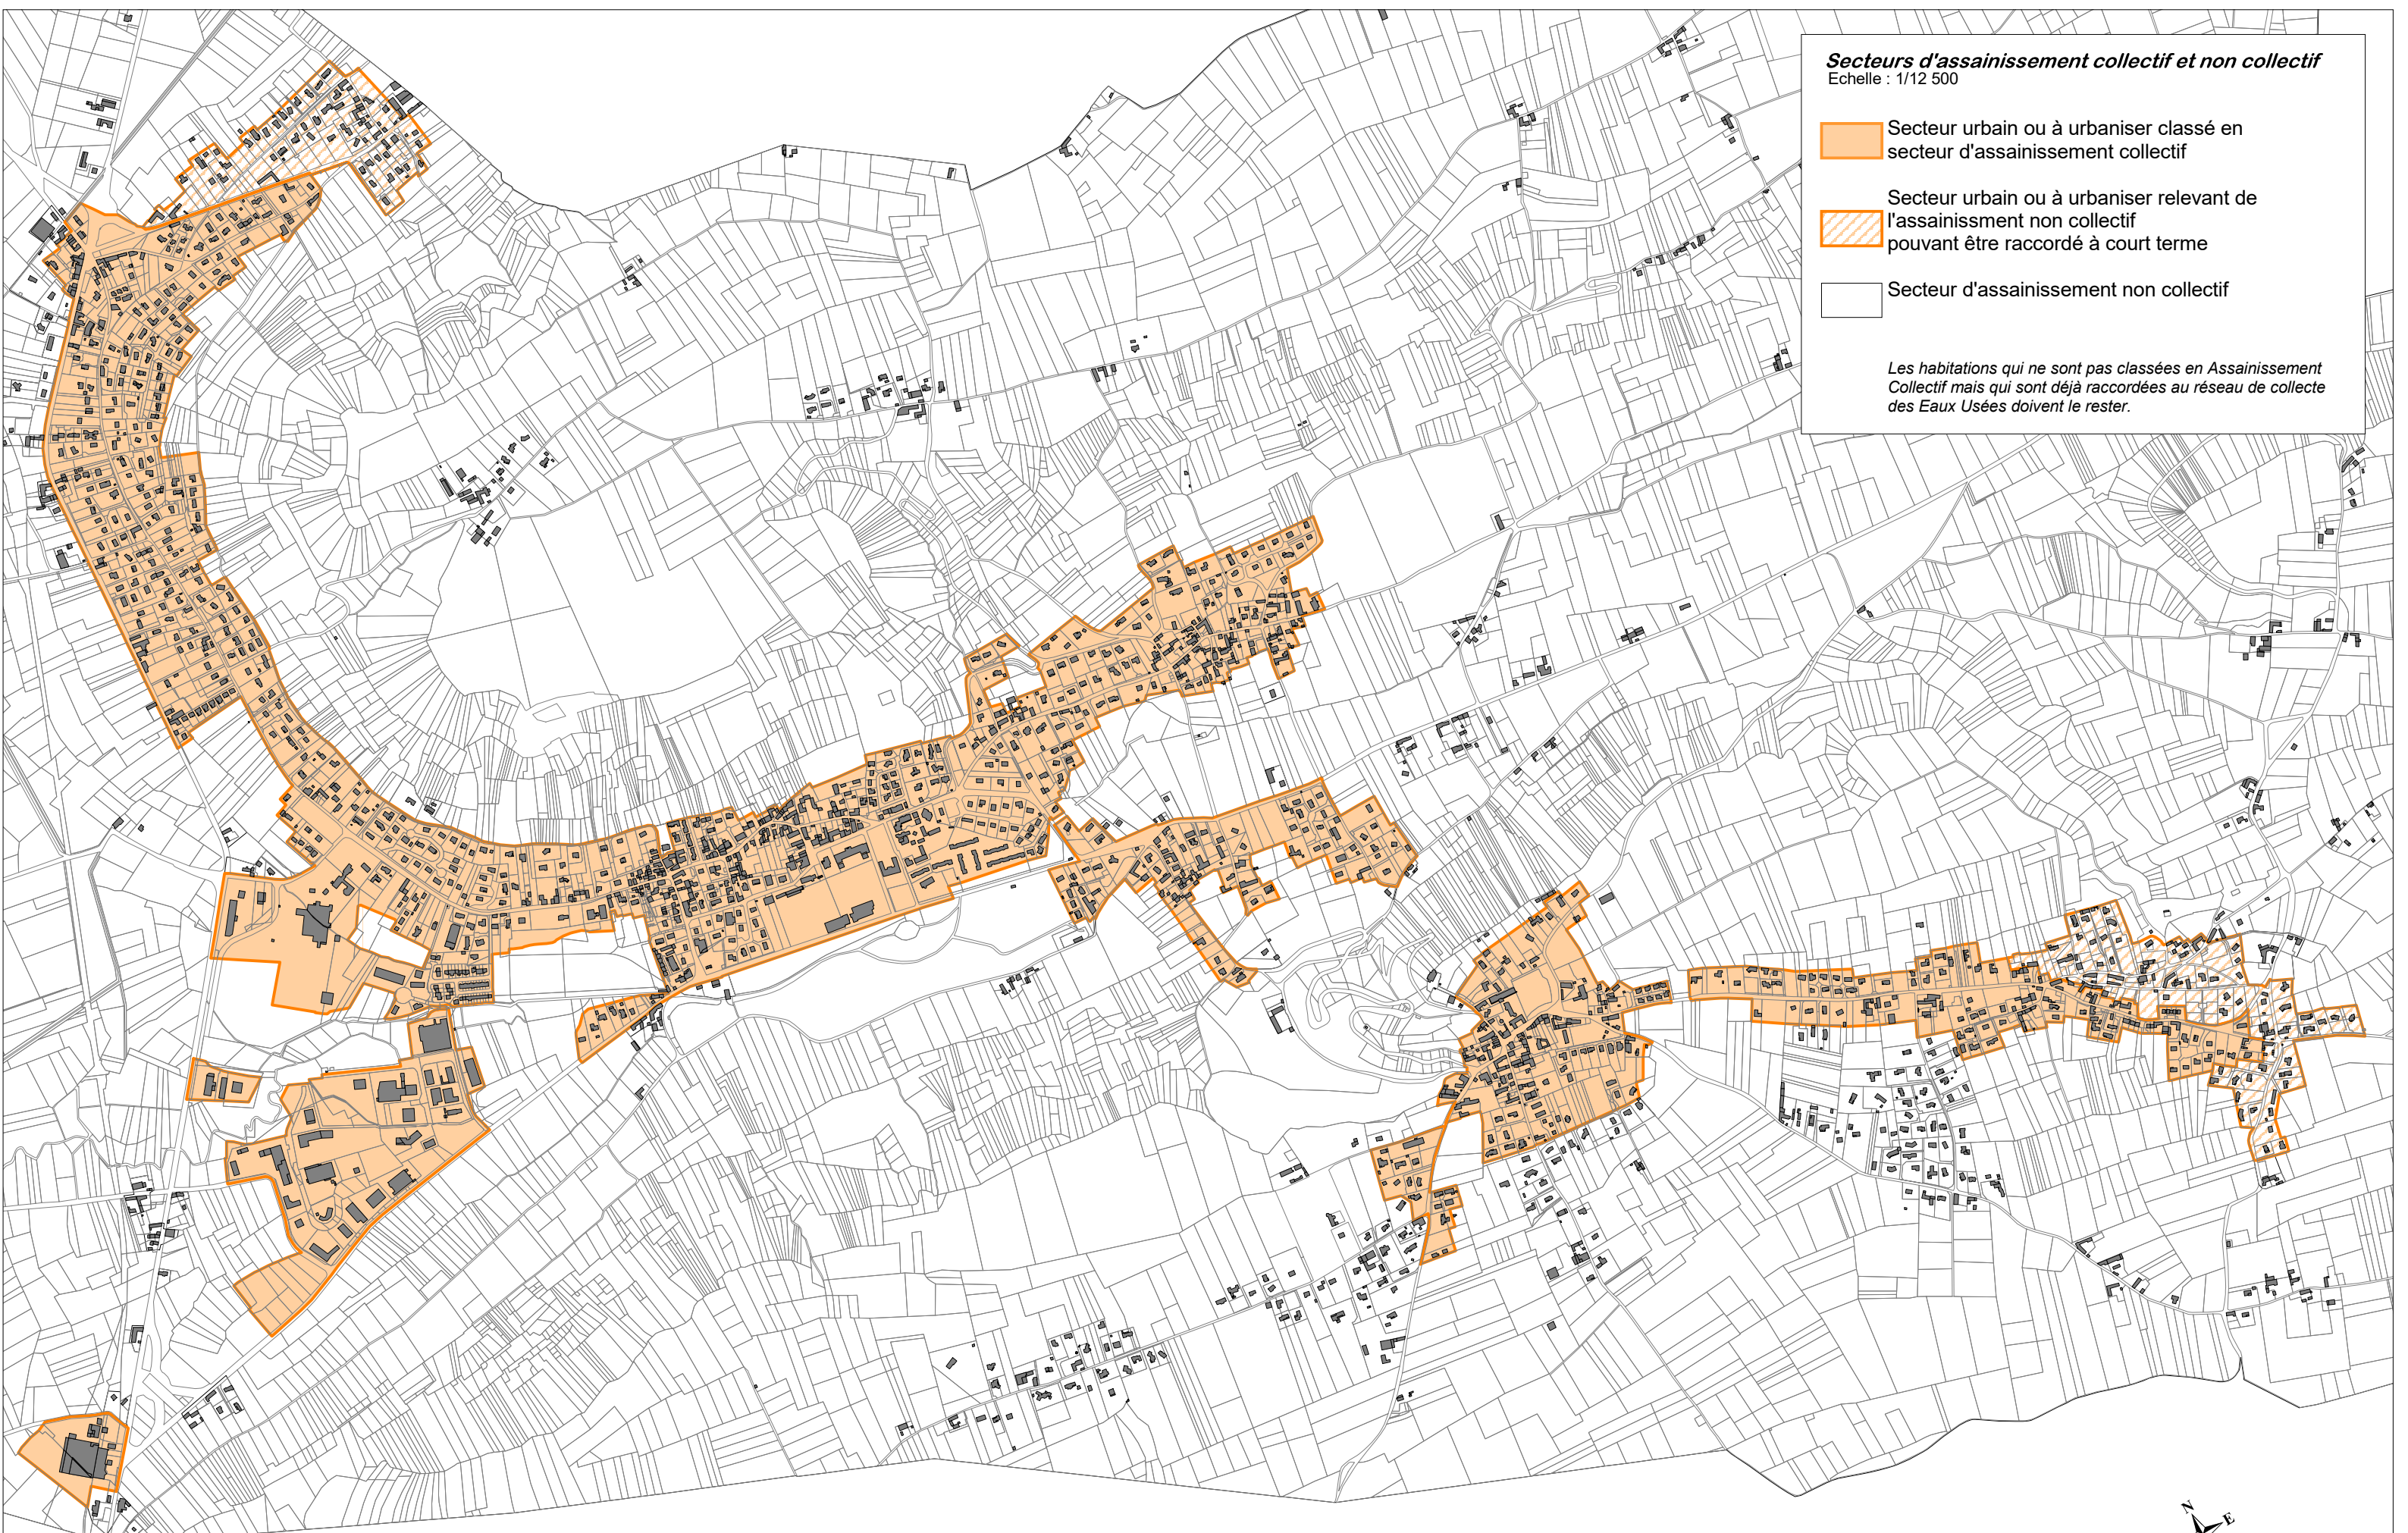 Secteurs d'assainissement collectif et non collectif
Echelle : 1/12 500
Secteur urbain ou à urbaniser classé en
secteur d'assainissement collectif
Secteur urbain ou à urbaniser relevant de
l'assainissment non collectif
pouvant être raccordé à court terme
Secteur d'assainissement non collectif
Les habitations qui ne sont pas classées en Assainissement
Collectif mais qui sont déjà raccordées au réseau de collecte
des Eaux Usées doivent le rester.
N
E